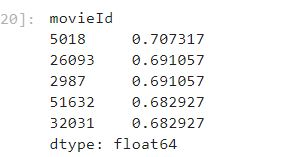 20]: movieId
5018 0.707317
26093 0.691057
2987 0.691057
51632 0.682927
32031 0.682927
dtype: float64